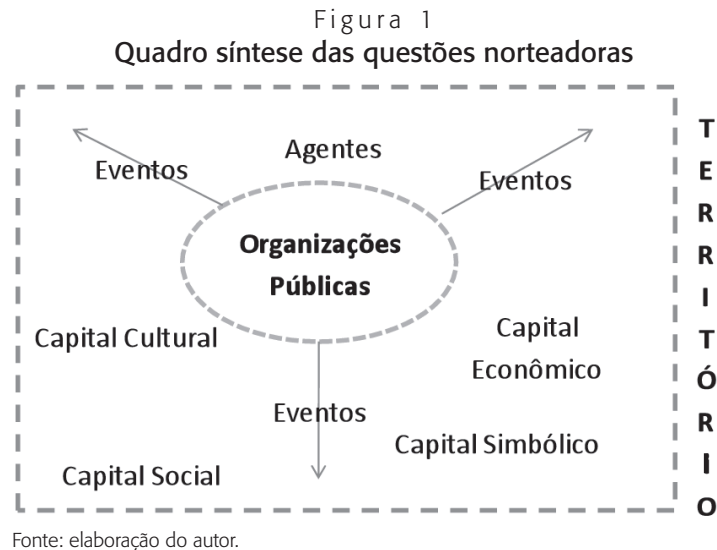 Figura 1
Quadro síntese das questões norteadoras
Agentes
Eventos
Eventos
Organizações
Públicas
Capital Cultural
Capital
Econômico
Eventos
Capital Simbólico
Capital Social
T
E
R
R
I
T
Ó
R
I
O
Fonte: elaboração do autor.